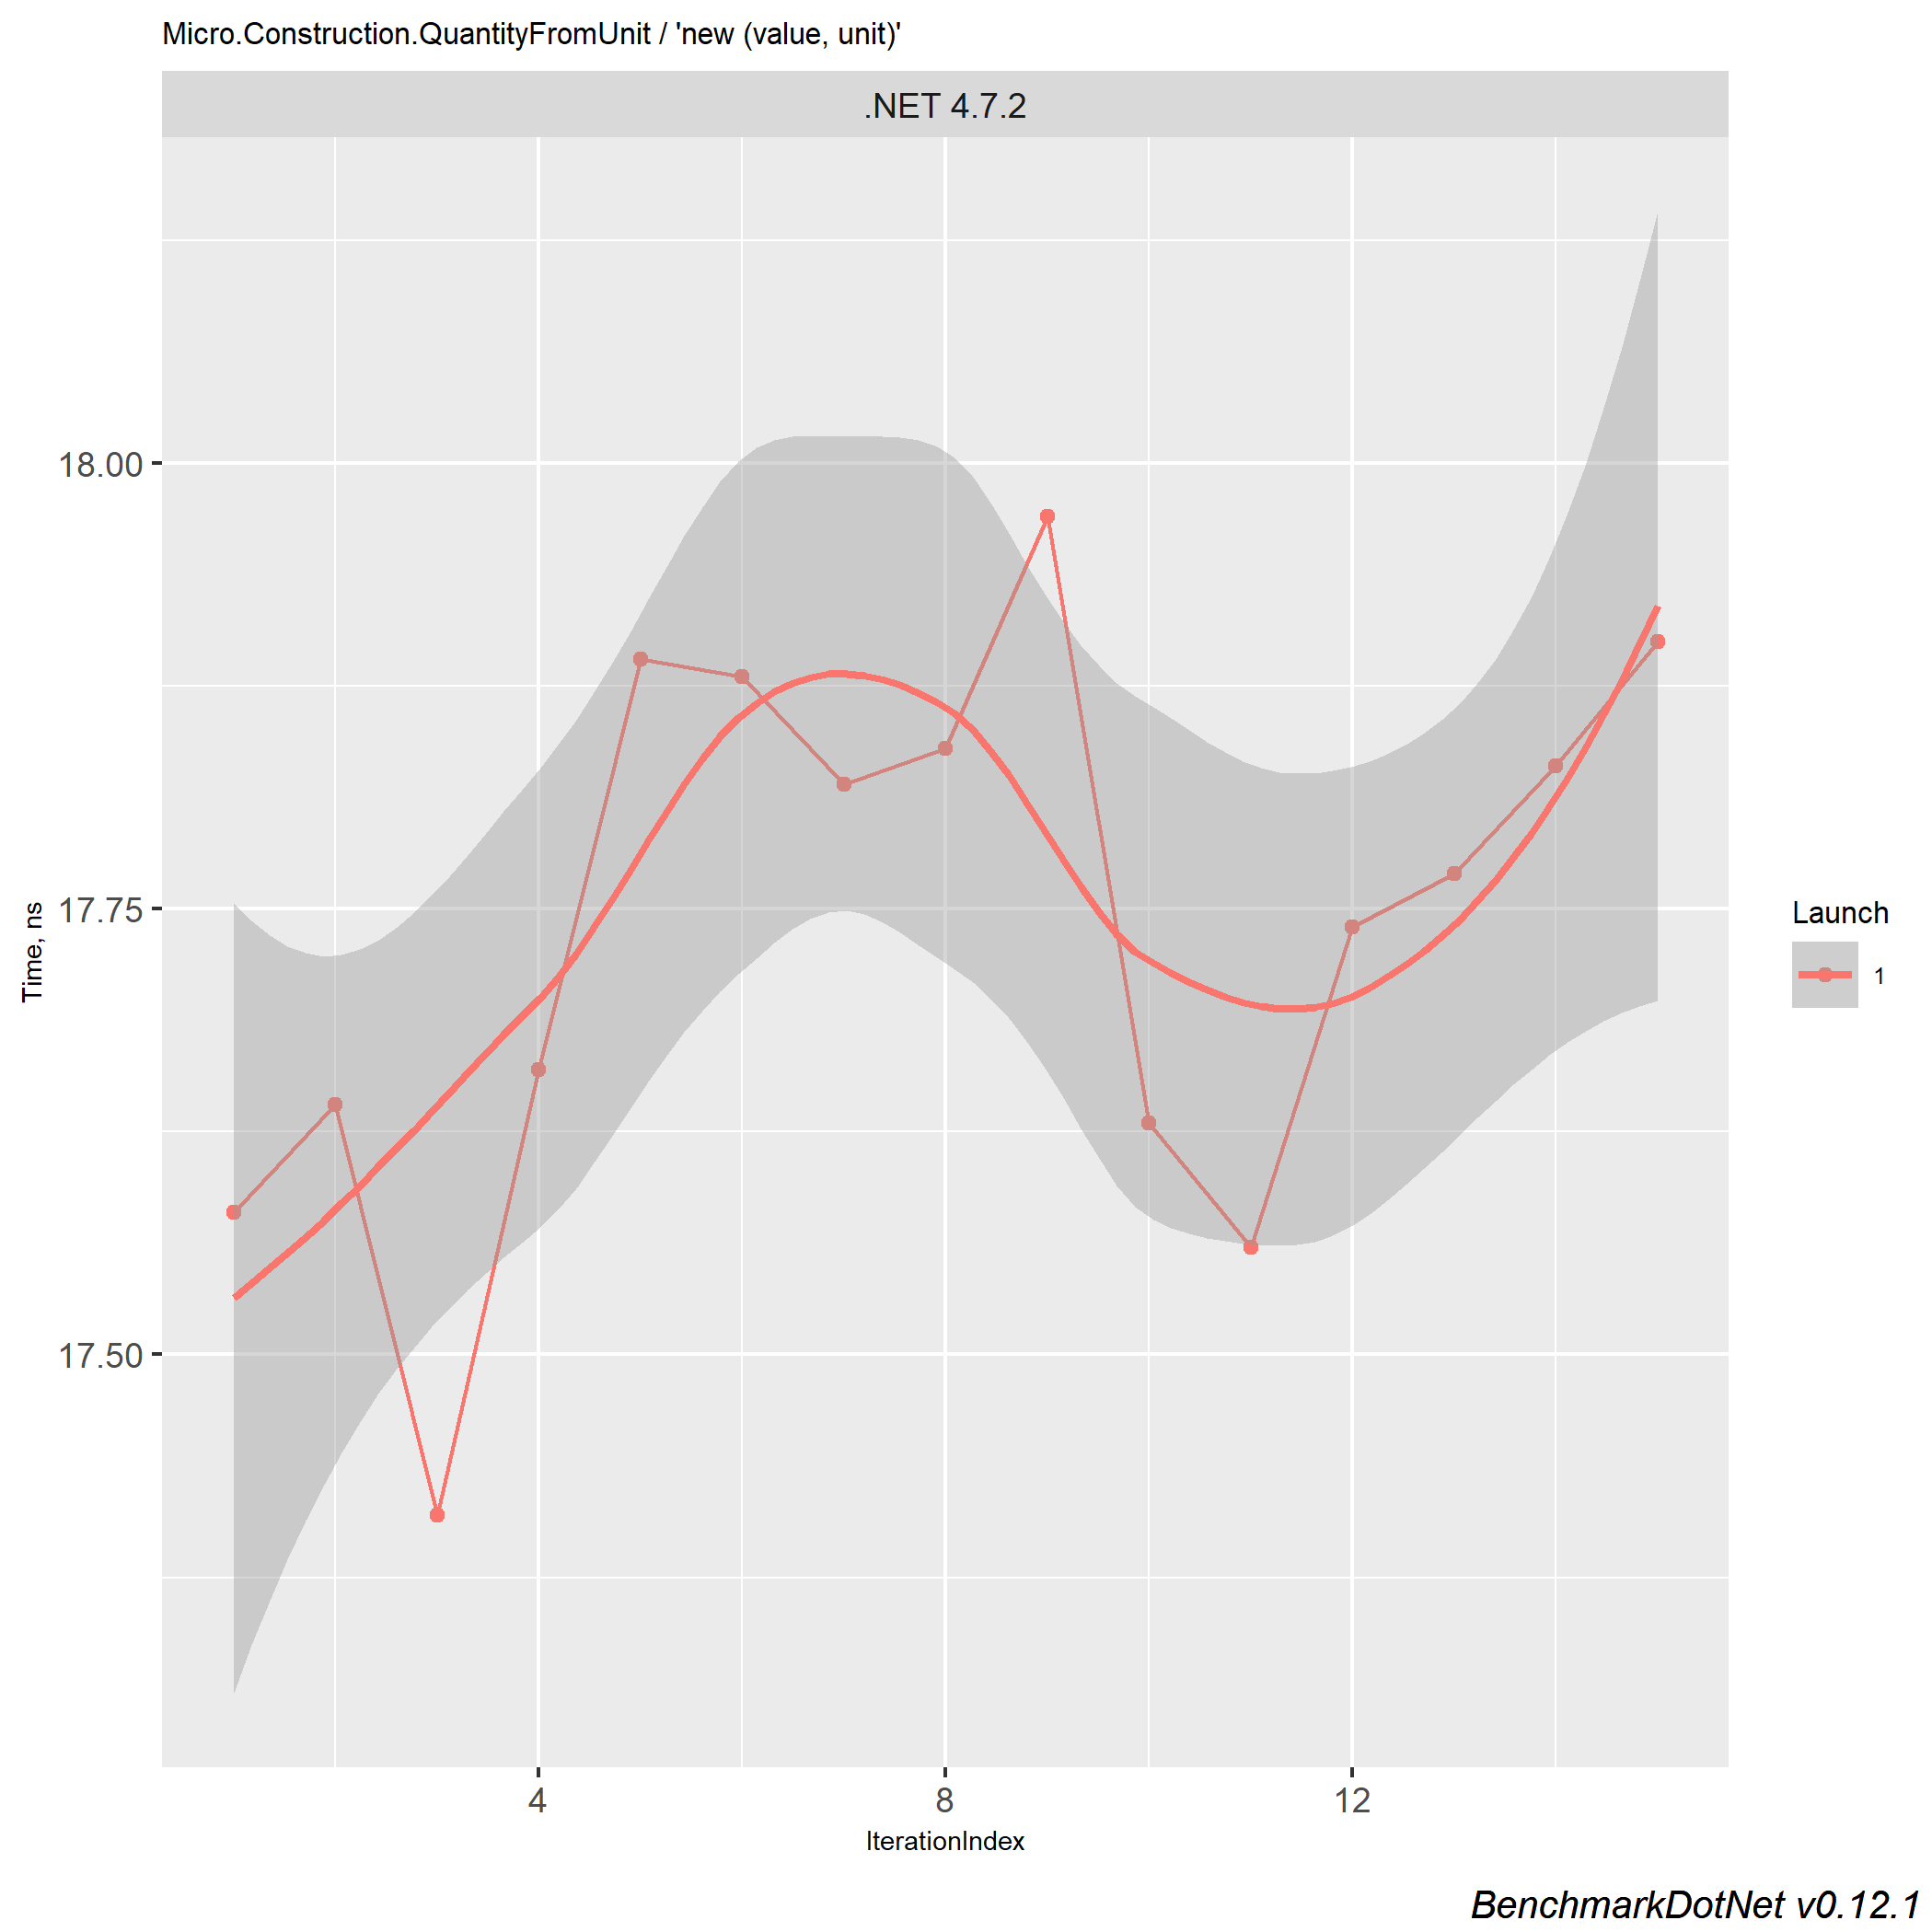 Micro.Construction.QuantityFromUnit / 'new (value, unit)'
.NET 4.7.2
18.00
17.75
17.50
Time, ns
4
8
12
IterationIndex
Launch
1
BenchmarkDotNet v0.12.1